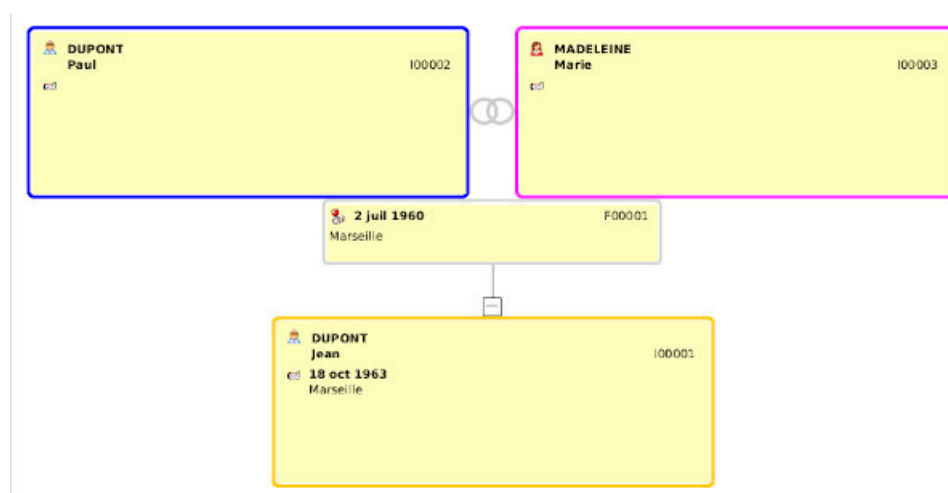 DUPONT
Paul I00002
MADELEINE
Marie I00003
2 juil 1960 F00001
Marseille
DUPONT
Jean I00001
18 oct 1963
Marseille